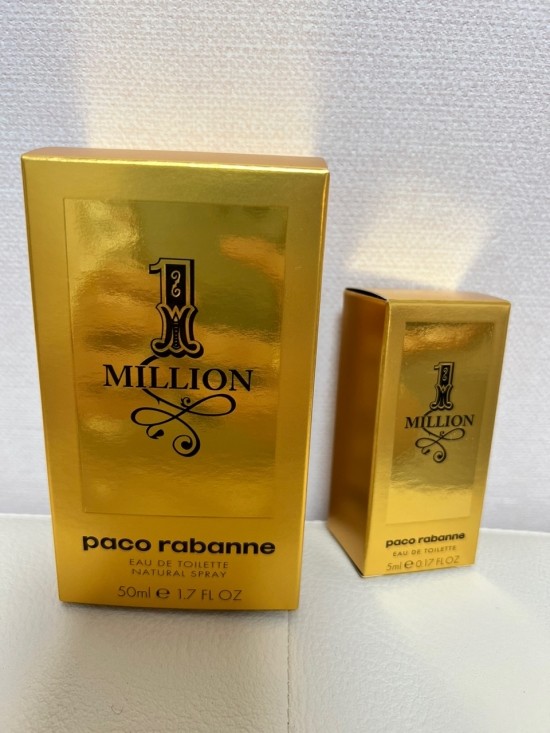 1
MILLION
paco rabanne
EAU DE TOILETTE
NATURAL SPRAY
50ml e 1.7 FL OZ
1
MILLION
paco rabanne
EAU DE TOILETTE
5ml e 0.17 FL OZ